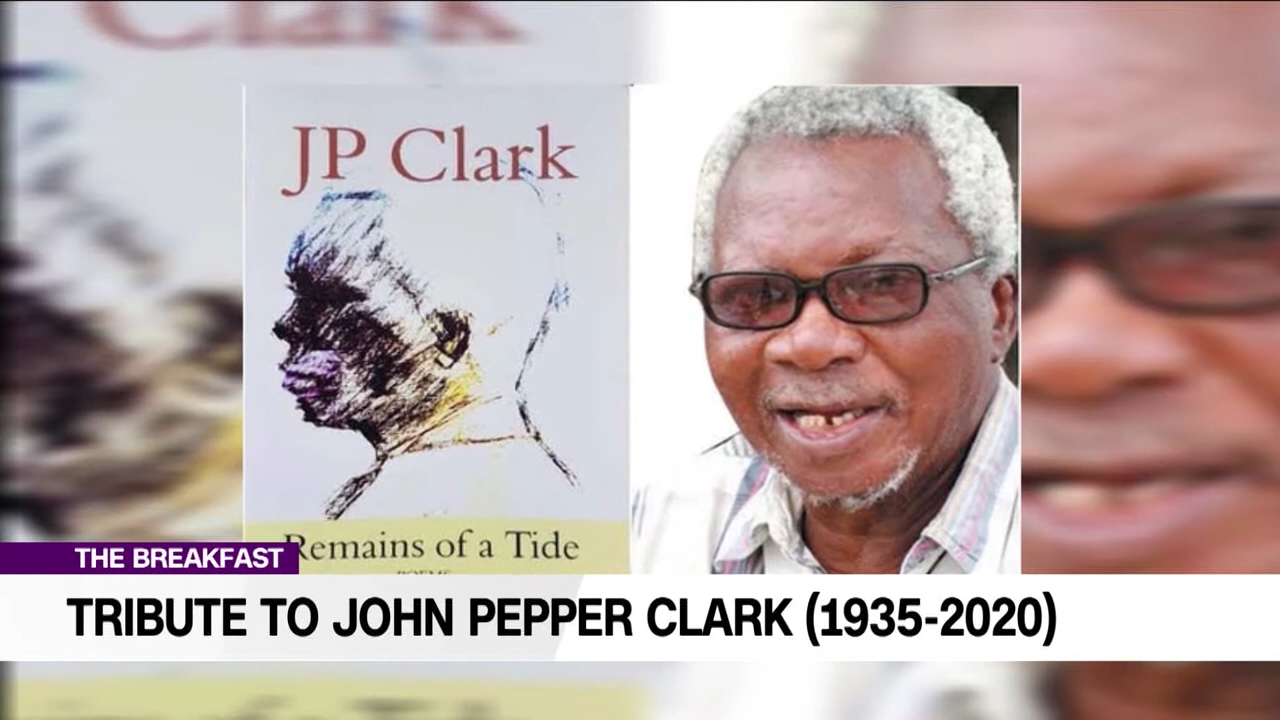 JP Clark
Remains of a Tide
THE BREAKFAST
TRIBUTE TO JOHN PEPPER CLARK (1935-2020)